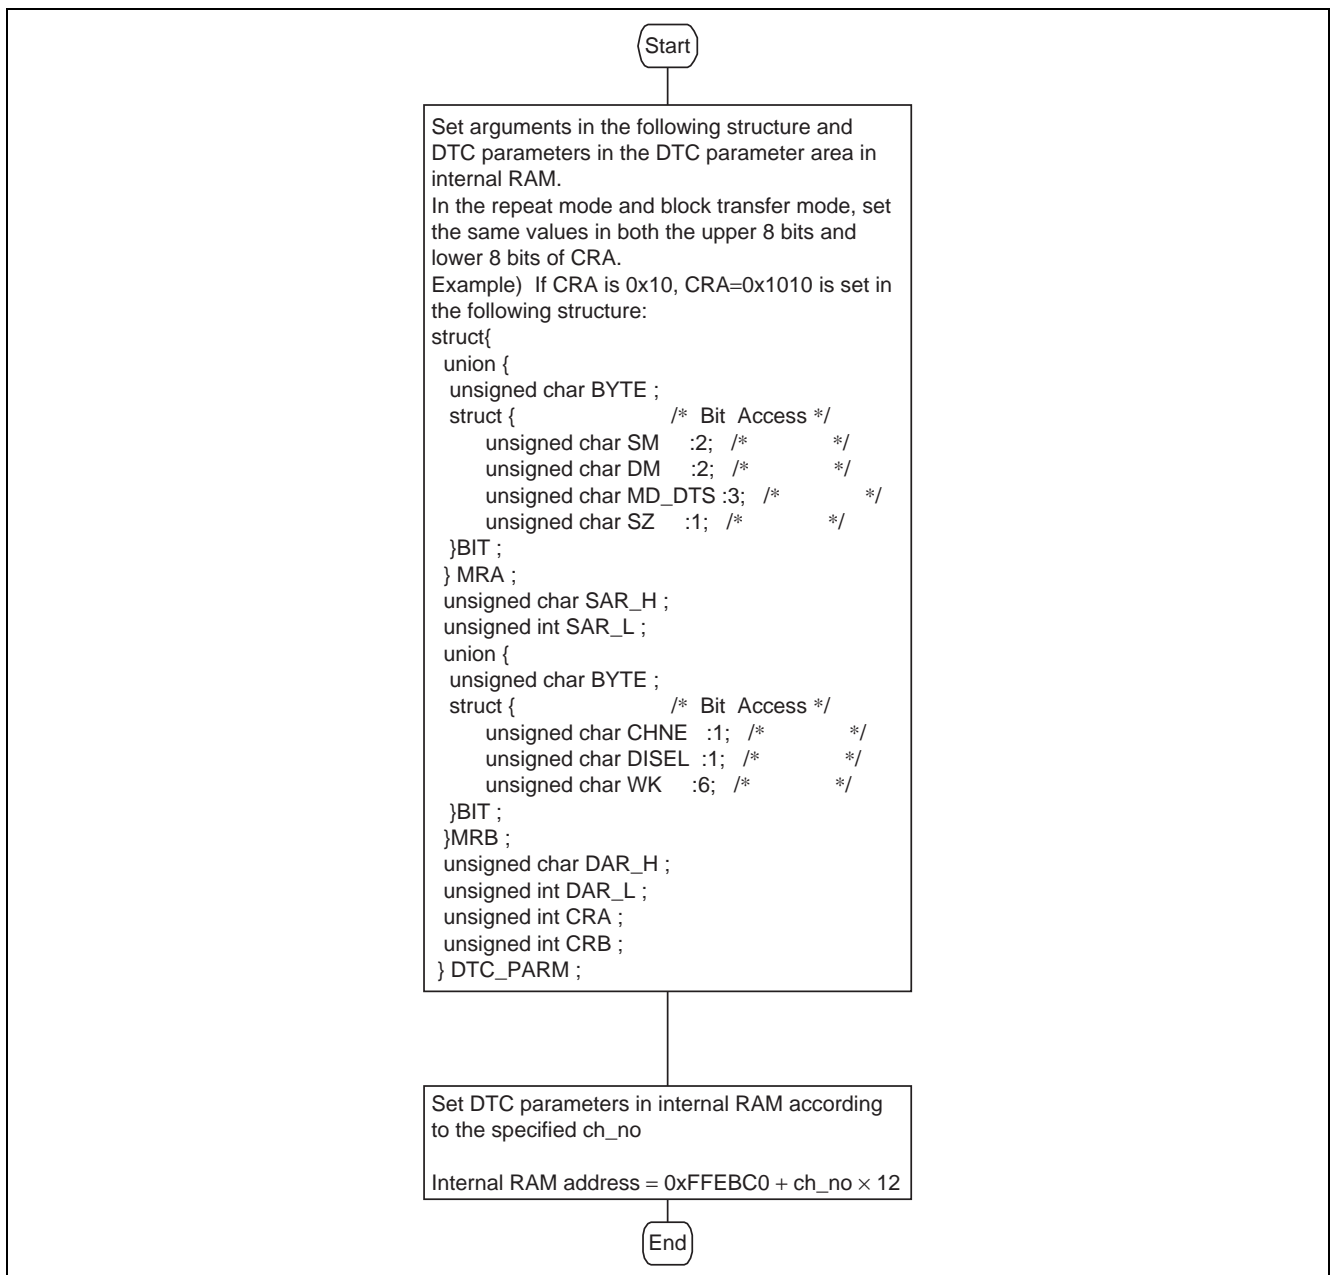 Start
Set arguments in the following structure and
DTC parameters in the DTC parameter area in
internal RAM.
In the repeat mode and block transfer mode, set
the same values in both the upper 8 bits and
lower 8 bits of CRA.
Example)  If CRA is 0x10, CRA=0x1010 is set in
the following structure:
struct{
union {
unsigned char BYTE ;
struct {                /*  Bit  Access */
unsigned char SM    :2;   /*          */
unsigned char DM    :2;   /*          */
unsigned char MD_DTS :3;   /*          */
unsigned char SZ    :1;   /*          */
}BIT ;
} MRA ;
unsigned char SAR_H ;
unsigned int SAR_L ;
union {
unsigned char BYTE ;
struct {                /*  Bit  Access */
unsigned char CHNE   :1;   /*          */
unsigned char DISEL  :1;   /*          */
unsigned char WK    :6;   /*          */
}BIT ;
}MRB ;
unsigned char DAR_H ;
unsigned int DAR_L ;
unsigned int CRA ;
unsigned int CRB ;
} DTC_PARM ;
Set DTC parameters in internal RAM according
to the specified ch_no
Internal RAM address = 0xFFEBC0 + ch_no × 12
End